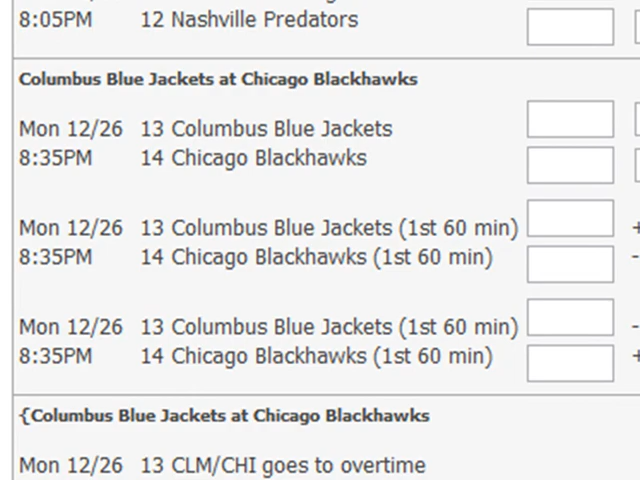 8:05PM 12 Nashville Predators
Columbus Blue Jackets at Chicago Blackhawks
Mon 12/26 13 Columbus Blue Jackets
8:35PM 14 Chicago Blackhawks
Mon 12/26 13 Columbus Blue Jackets (1st 60 min) +
8:35PM 14 Chicago Blackhawks (1st 60 min) -
Mon 12/26 13 Columbus Blue Jackets (1st 60 min) -
8:35PM 14 Chicago Blackhawks (1st 60 min) +
{Columbus Blue Jackets at Chicago Blackhawks
Mon 12/26 13 CLM/CHI goes to overtime